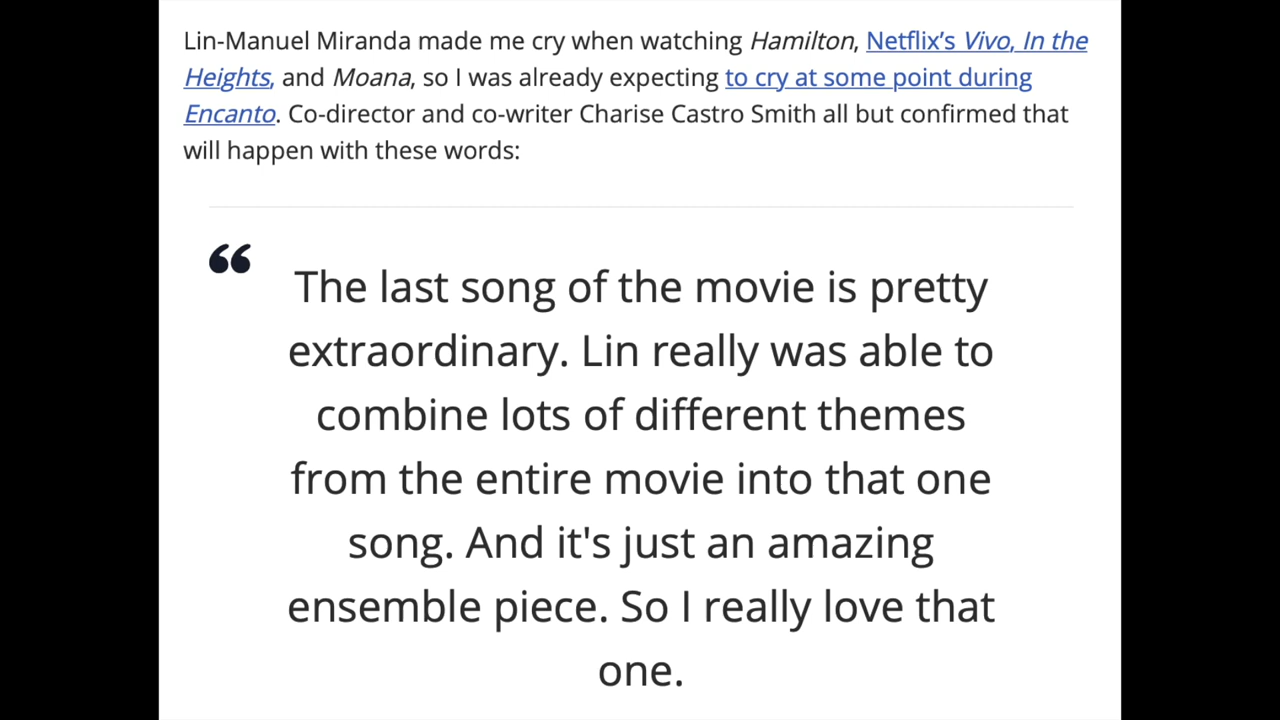 Lin-Manuel Miranda made me cry when watching Hamilton, Netflix’s Vivo, In the
Heights, and Moana, so I was already expecting to cry at some point during
Encanto. Co-director and co-writer Charise Castro Smith all but confirmed that
will happen with these words:
“
The last song of the movie is pretty
extraordinary. Lin really was able to
combine lots of different themes
from the entire movie into that one
song. And it's just an amazing
ensemble piece. So I really love that
one.